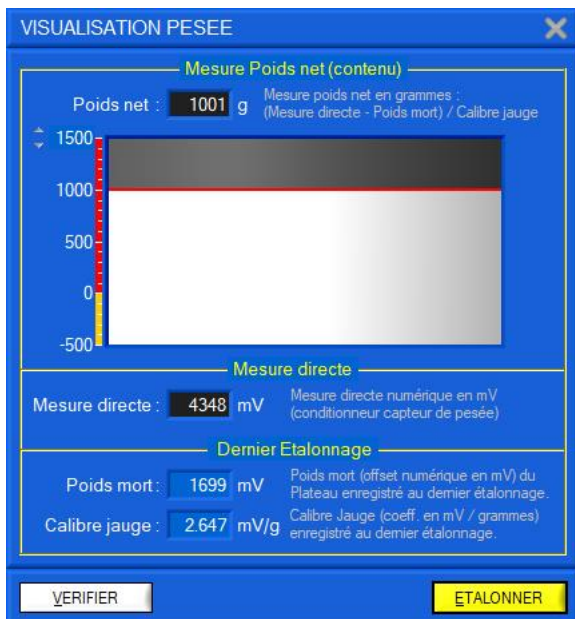 VISUALISATION PESEE
Mesure Poids net (contenu)
Poids net : 1001 g
Mesure poids net en grammes :
(Mesure directe - Poids mort) / Calibre jauge
1500
1000
500
0
-500
Mesure directe
Mesure directe : 4348 mV
Mesure directe numérique en mV
(conditionneur capteur de pesée)
Dernier Etalonnage
Poids mort : 1699 mV
Poids mort (offset numérique en mV) du
Plateau enregistré au dernier étalonnage.
Calibre jauge : 2.647 mV/g
Calibre Jauge (coeff. en mV / grammes)
enregistré au dernier étalonnage.
VERIFIER
ETALONNER